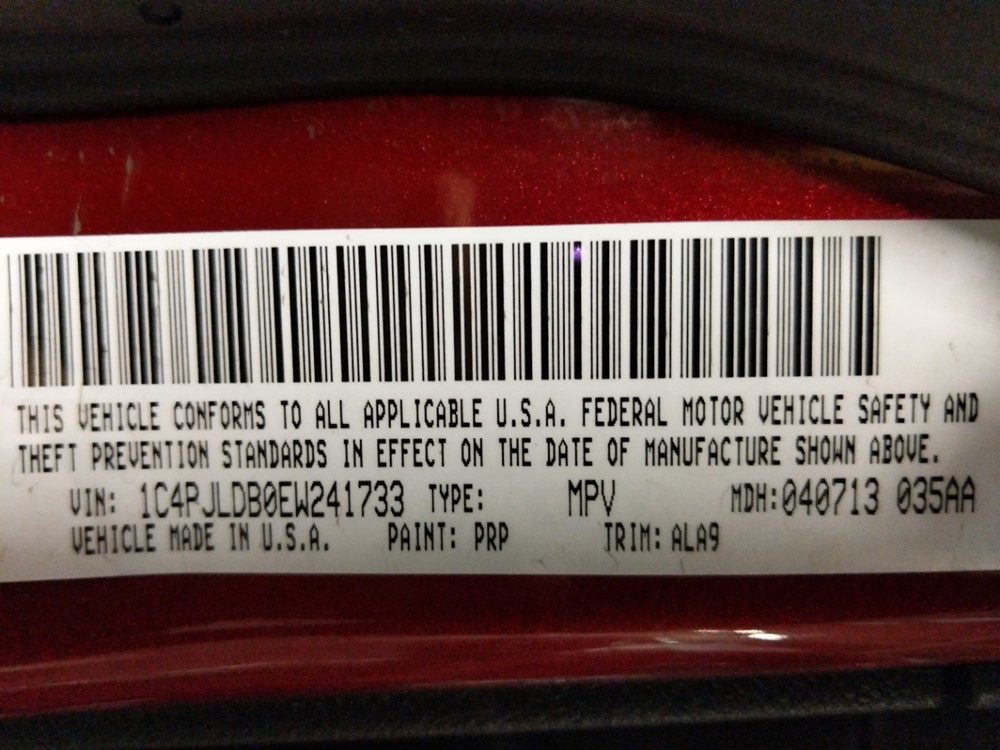 THIS VEHICLE CONFORMS TO ALL APPLICABLE U.S.A. FEDERAL MOTOR VEHICLE SAFETY AND
THEFT PREVENTION STANDARDS IN EFFECT ON THE DATE OF MANUFACTURE SHOWN ABOVE.
VIN: 1C4PJLDB0EW241733 TYPE: MPV MDH:040713 035AA
VEHICLE MADE IN U.S.A. PAINT: PRP TRIM: ALA9